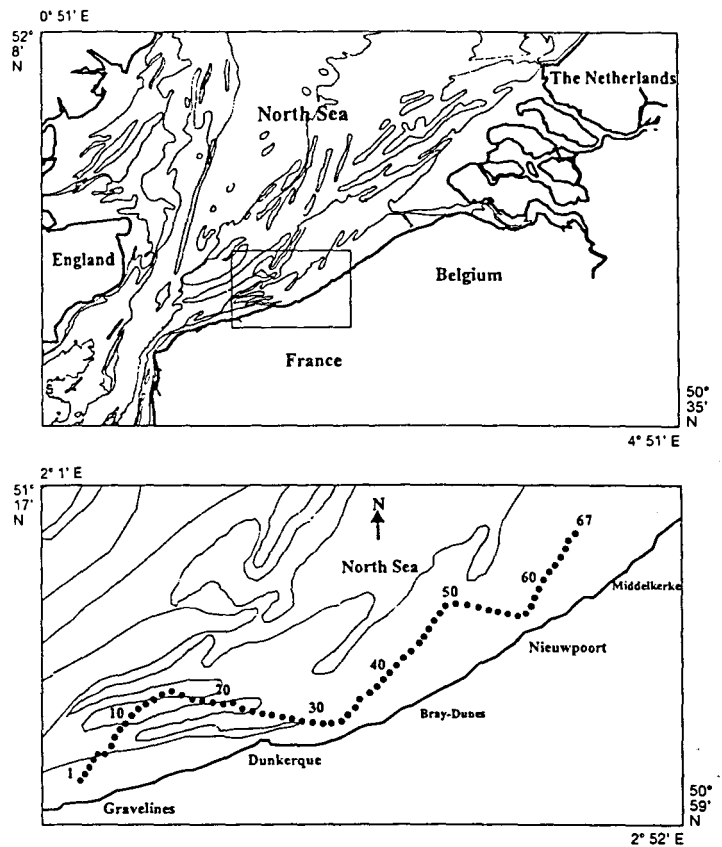 0° 51' E
52°
8'
N
The Netherlands
North Sea
England
Belgium
France
50°
35'
N
4° 51' E
2° 1' E
51°
17'
N
N
67
North Sea
60
50
Middelkerke
Nieuwpoort
40
20
30
10
Bray-Dunes
1
Dunkerque
Gravelines
50°
59'
N
2° 52' E